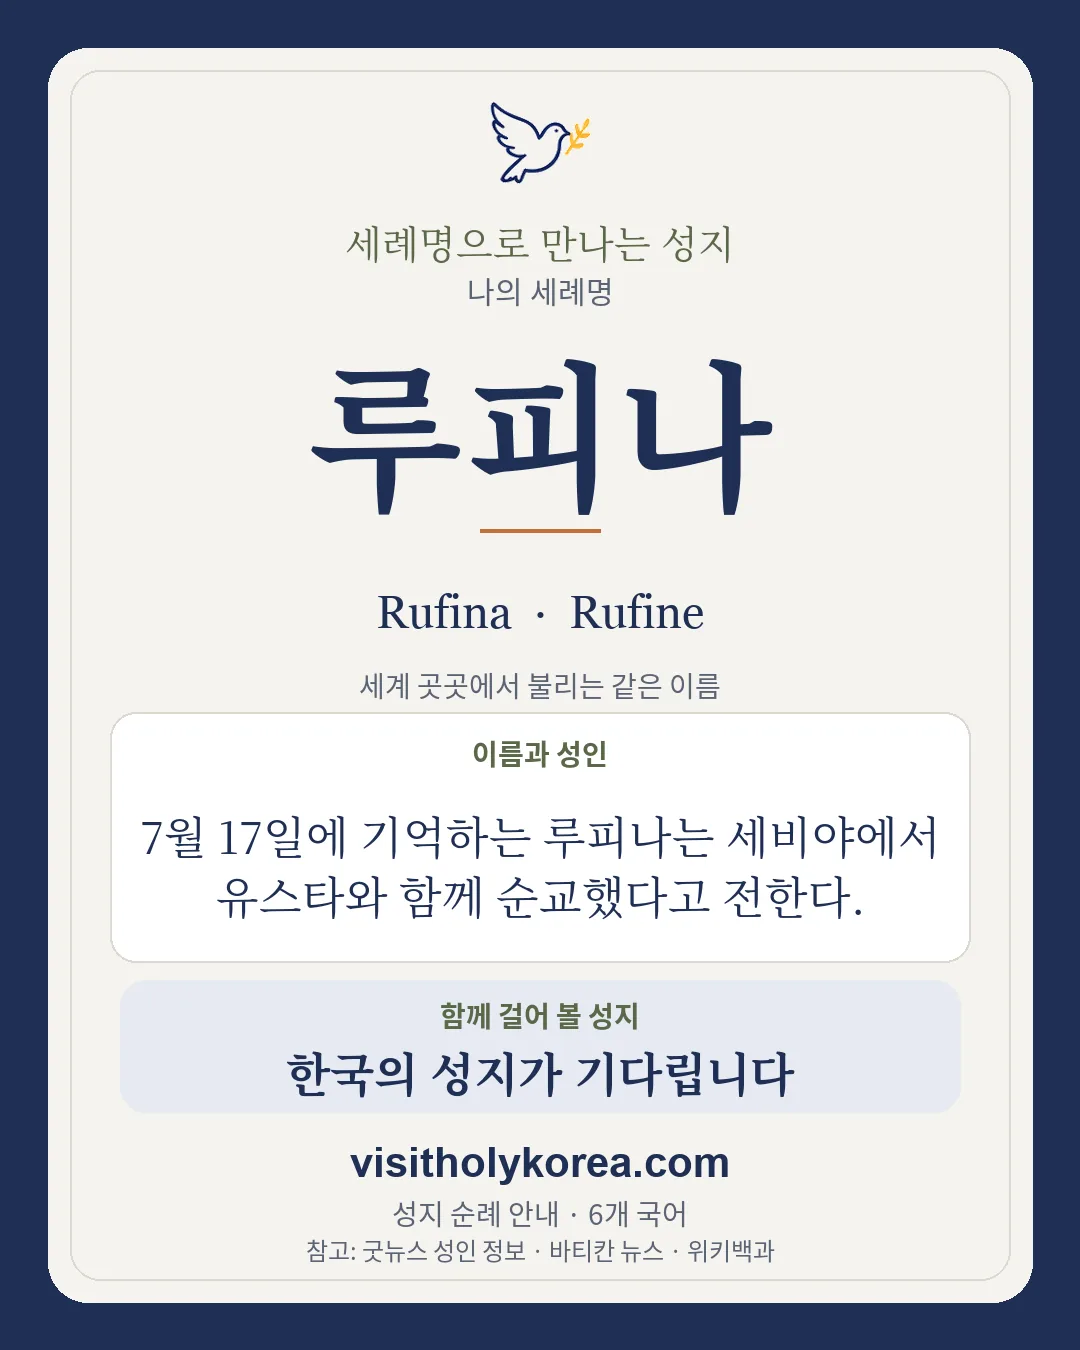 세례명으로 만나는 성지
나의 세례명
루피나
Rufina · Rufine
세계 곳곳에서 불리는 같은 이름
이름과 성인
7월 17일에 기억하는 루피나는 세비야에서
유스타와 함께 순교했다고 전한다.
함께 걸어 볼 성지
한국의 성지가 기다립니다
visitholykorea.com
성지 순례 안내 · 6개 국어
참고: 굿뉴스 성인 정보 · 바티칸 뉴스 · 위키백과